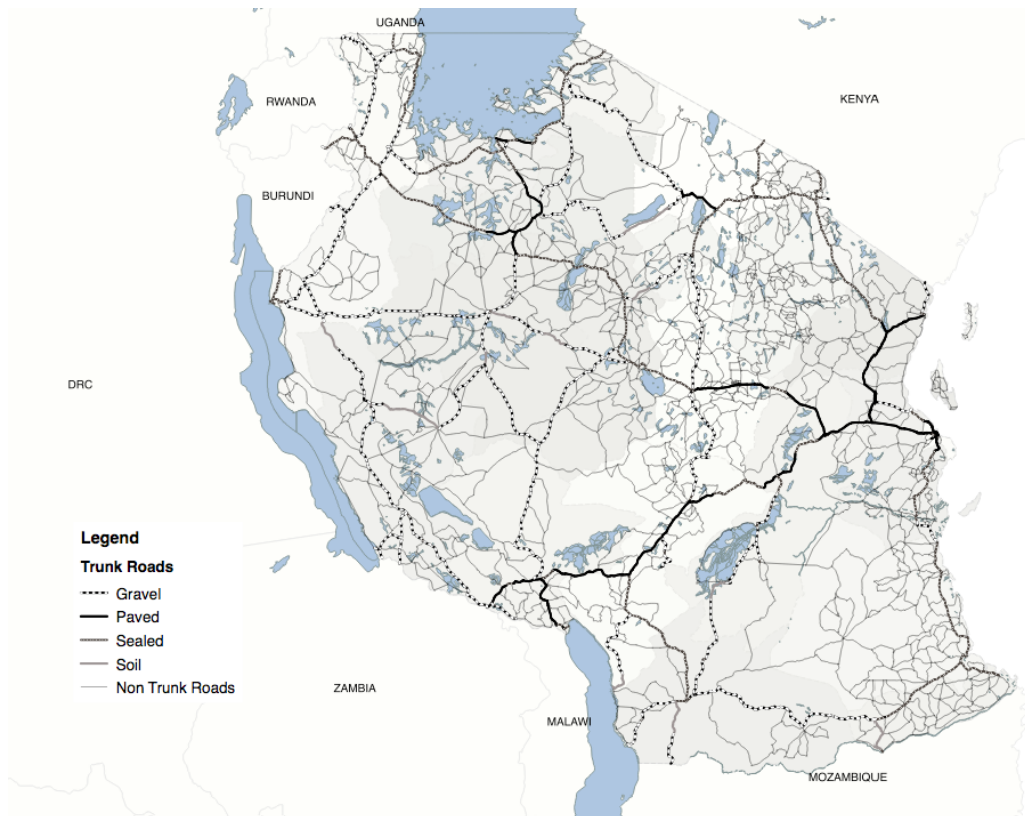 UGANDA
RWANDA
KENYA
BURUNDI
DRC
Legend
Trunk Roads
Gravel
Paved
Sealed
Soil
Non Trunk Roads
ZAMBIA
MALAWI
MOZAMBIQUE